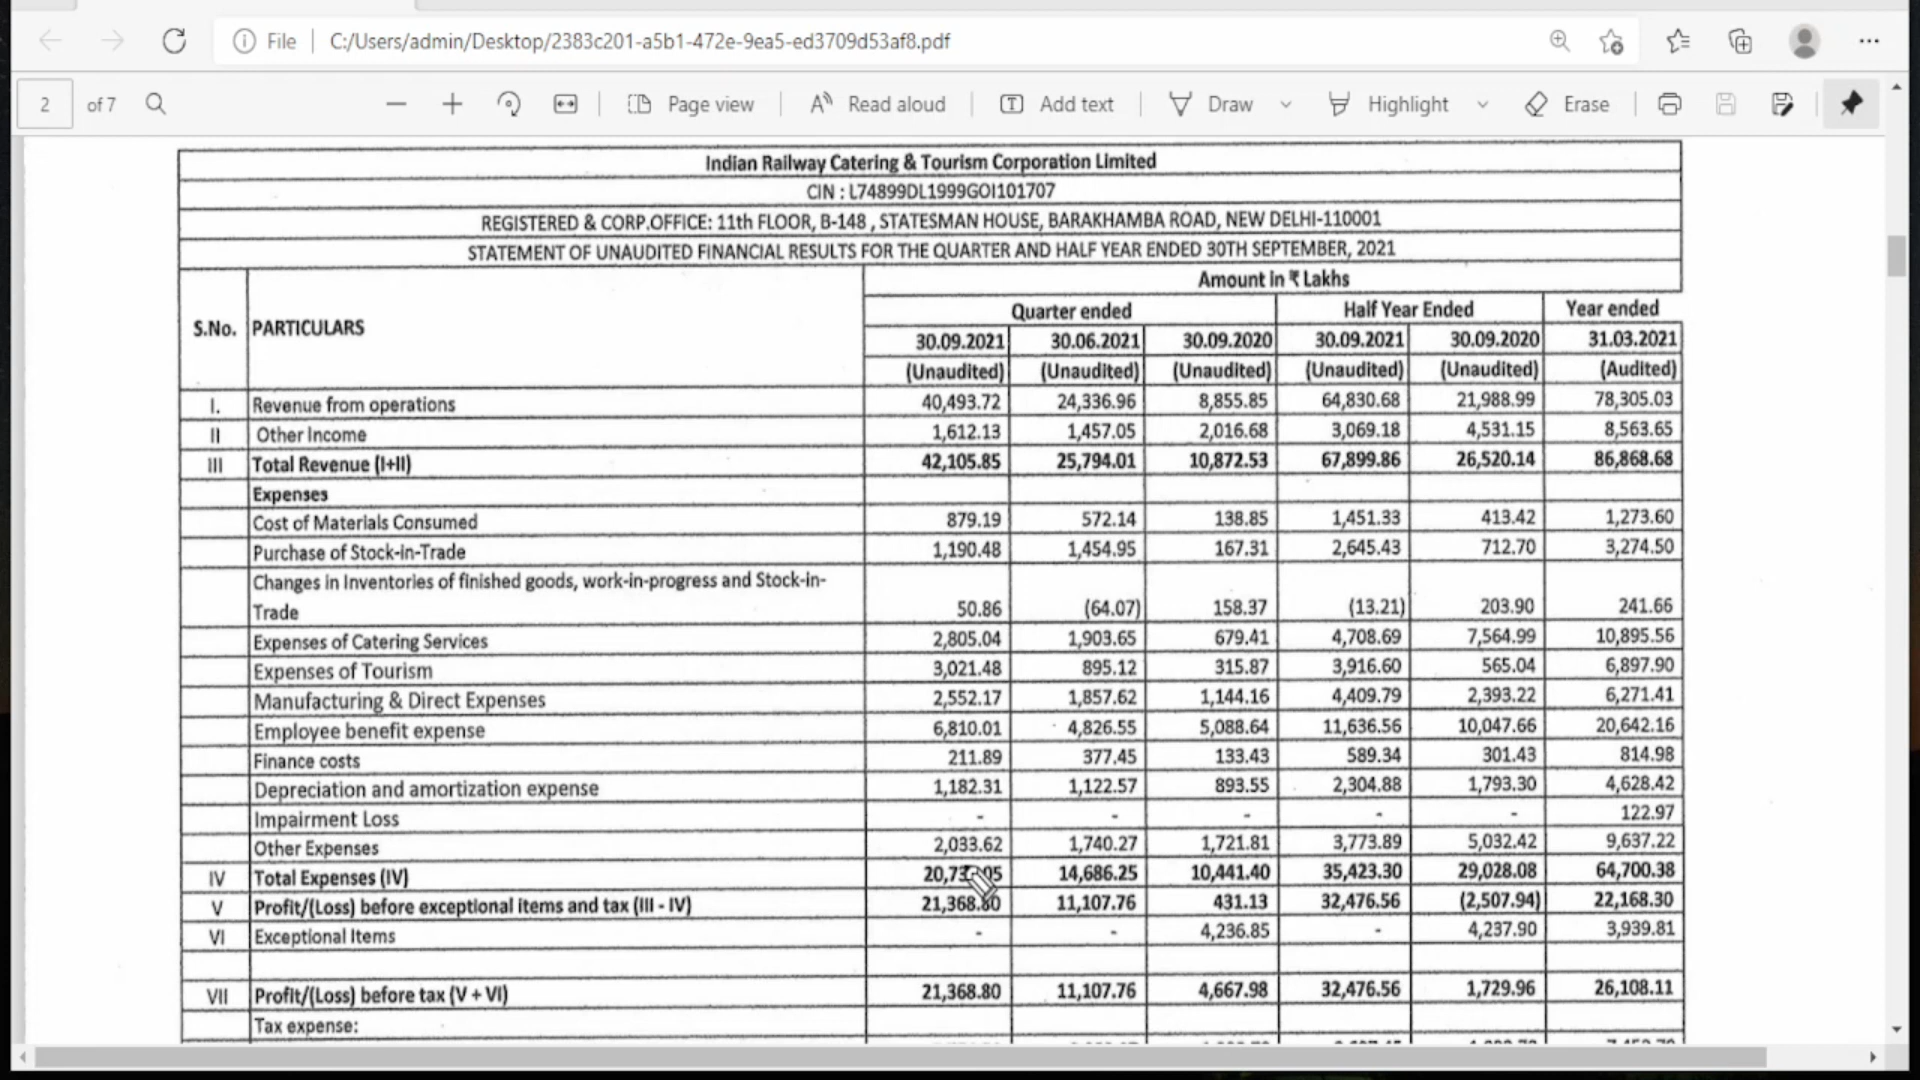 File C:/Users/admin/Desktop/2383c201-a5b1-472e-9ea5-ed3709d53af8.pdf
2 of 7 Page view Read aloud Add text Draw Highlight Erase
Indian Railway Catering & Tourism Corporation Limited
CIN : L74899DL1999GOI101707
REGISTERED & CORP.OFFICE: 11th FLOOR, B-148 , STATESMAN HOUSE, BARAKHAMBA ROAD, NEW DELHI-110001
STATEMENT OF UNAUDITED FINANCIAL RESULTS FOR THE QUARTER AND HALF YEAR ENDED 30TH SEPTEMBER, 2021
Amount in ₹ Lakhs
Quarter ended Half Year Ended Year ended
S.No. PARTICULARS 30.09.2021 30.06.2021 30.09.2020 30.09.2021 30.09.2020 31.03.2021
(Unaudited) (Unaudited) (Unaudited) (Unaudited) (Unaudited) (Audited)
I. Revenue from operations 40,493.72 24,336.96 8,855.85 64,830.68 21,988.99 78,305.03
II Other Income 1,612.13 1,457.05 2,016.68 3,069.18 4,531.15 8,563.65
III Total Revenue (I+II) 42,105.85 25,794.01 10,872.53 67,899.86 26,520.14 86,868.68
Expenses
Cost of Materials Consumed 879.19 572.14 138.85 1,451.33 413.42 1,273.60
Purchase of Stock-in-Trade 1,190.48 1,454.95 167.31 2,645.43 712.70 3,274.50
Changes in Inventories of finished goods, work-in-progress and Stock-in-
Trade 50.86 (64.07) 158.37 (13.21) 203.90 241.66
Expenses of Catering Services 2,805.04 1,903.65 679.41 4,708.69 7,564.99 10,895.56
Expenses of Tourism 3,021.48 895.12 315.87 3,916.60 565.04 6,897.90
Manufacturing & Direct Expenses 2,552.17 1,857.62 1,144.16 4,409.79 2,393.22 6,271.41
Employee benefit expense 6,810.01 4,826.55 5,088.64 11,636.56 10,047.66 20,642.16
Finance costs 211.89 377.45 133.43 589.34 301.43 814.98
Depreciation and amortization expense 1,182.31 1,122.57 893.55 2,304.88 1,793.30 4,628.42
Impairment Loss - - - - - 122.97
Other Expenses 2,033.62 1,740.27 1,721.81 3,773.89 5,032.42 9,637.22
IV Total Expenses (IV) 14,686.25 10,441.40 35,423.30 29,028.08 64,700.38
V Profit/(Loss) before exceptional items and tax (III - IV) 21,368.80 11,107.76 431.13 32,476.56 (2,507.94) 22,168.30
VI Exceptional Items - - 4,236.85 - 4,237.90 3,939.81
VII Profit/(Loss) before tax (V + VI) 21,368.80 11,107.76 4,667.98 32,476.56 1,729.96 26,108.11
Tax expense: